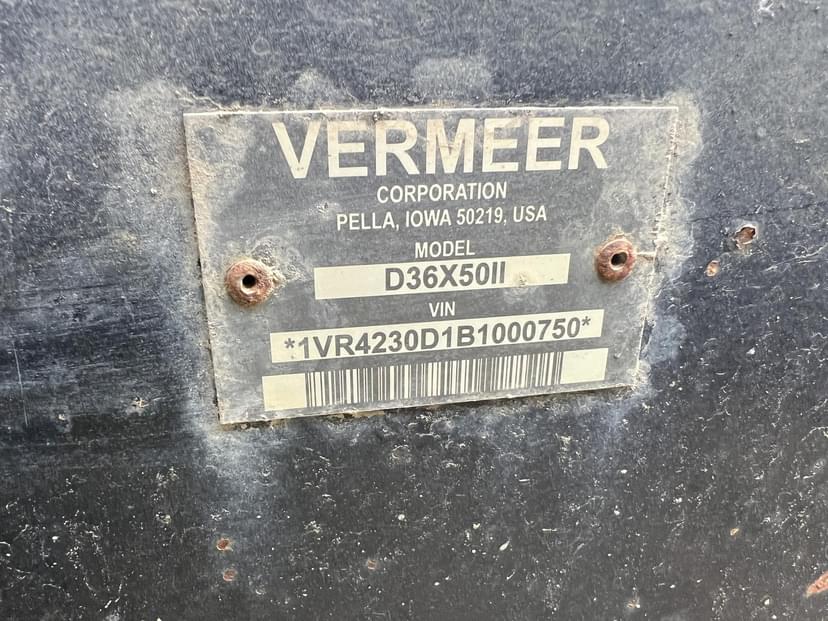 VERMEER
CORPORATION
PELLA, IOWA 50219, USA
MODEL
D36X50II
VIN
*1VR4230D1B1000750*